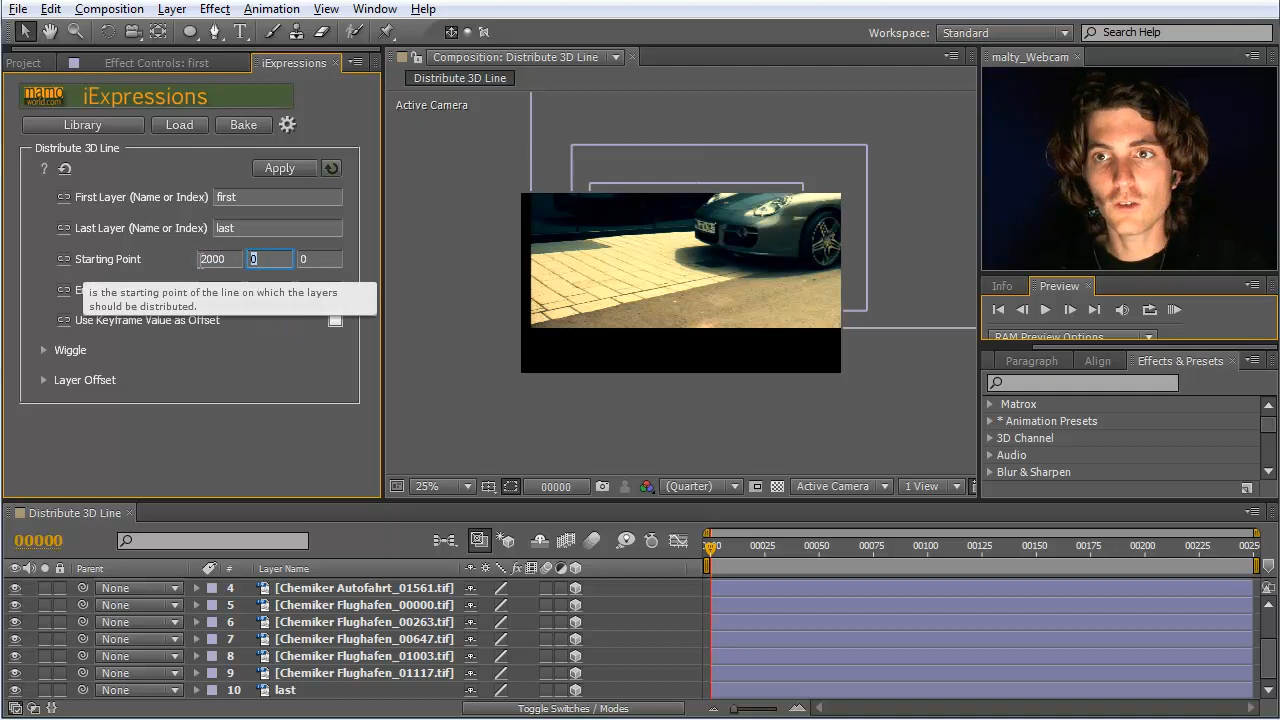 File Edit Composition Layer Effect Animation View Window Help
Workspace: Standard Search Help
Project Effect Controls: first iExpressions Composition: Distribute 3D Line malty_Webcam
Distribute 3D Line
mamo world.com iExpressions
Active Camera
Library Load Bake
Distribute 3D Line
? Apply
First Layer (Name or Index) first
Last Layer (Name or Index) last
Starting Point 2000 0 0
is the starting point of the line on which the layers
should be distributed.
Use Keyframe Value as Offset
Wiggle
Layer Offset
Info Preview
RAM Preview Options
Paragraph Align Effects & Presets
Matrox
* Animation Presets
3D Channel
Audio
Blur & Sharpen
25% 00000 (Quarter) Active Camera 1 View
Distribute 3D Line
00000
00025 00050 00075 00100 00125 00150 00175 00200 00225
Parent # Layer Name
None 4 [Chemiker Autofahrt_01561.tif]
None 5 [Chemiker Flughafen_00000.tif]
None 6 [Chemiker Flughafen_00263.tif]
None 7 [Chemiker Flughafen_00647.tif]
None 8 [Chemiker Flughafen_01003.tif]
None 9 [Chemiker Flughafen_01117.tif]
None 10 last
Toggle Switches / Modes